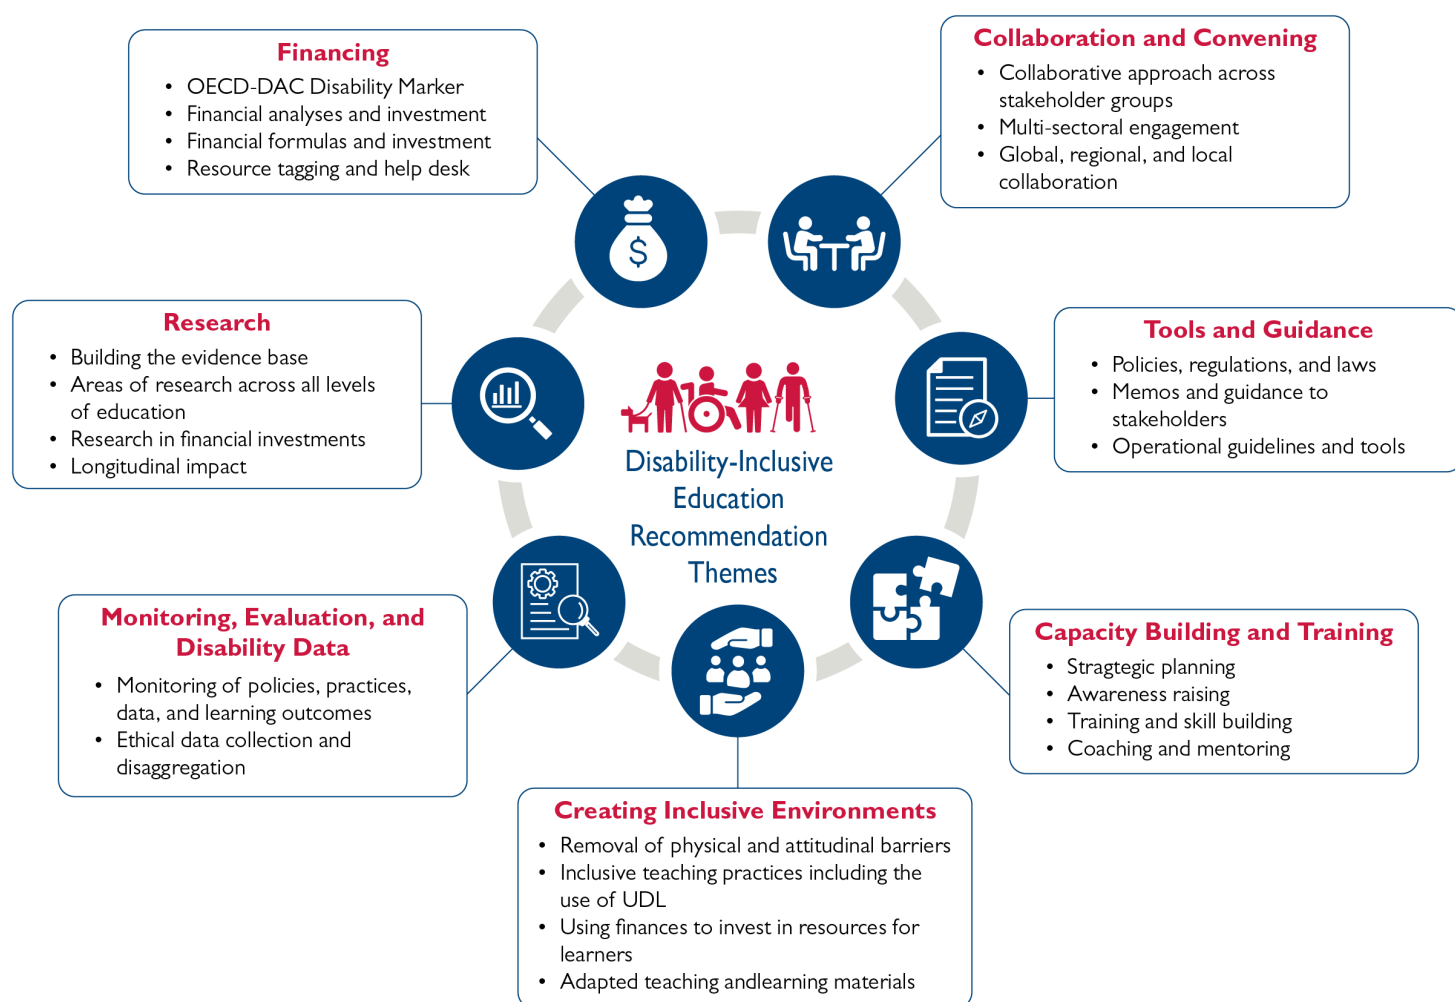 Financing
• OECD-DAC Disability Marker
• Financial analyses and investment
• Financial formulas and investment
• Resource tagging and help desk
Collaboration and Convening
• Collaborative approach across
stakeholder groups
• Multi-sectoral engagement
• Global, regional, and local
collaboration
$
Research
• Building the evidence base
• Areas of research across all levels
of education
• Research in financial investments
• Longitudinal impact
Tools and Guidance
• Policies, regulations, and laws
• Memos and guidance to
stakeholders
• Operational guidelines and tools
Disability-Inclusive
Education
Recommendation
Themes
Monitoring, Evaluation, and
Disability Data
• Monitoring of policies, practices,
data, and learning outcomes
• Ethical data collection and
disaggregation
Capacity Building and Training
• Stragtegic planning
• Awareness raising
• Training and skill building
• Coaching and mentoring
Creating Inclusive Environments
• Removal of physical and attitudinal barriers
• Inclusive teaching practices including the
use of UDL
• Using finances to invest in resources for
learners
• Adapted teaching andlearning materials